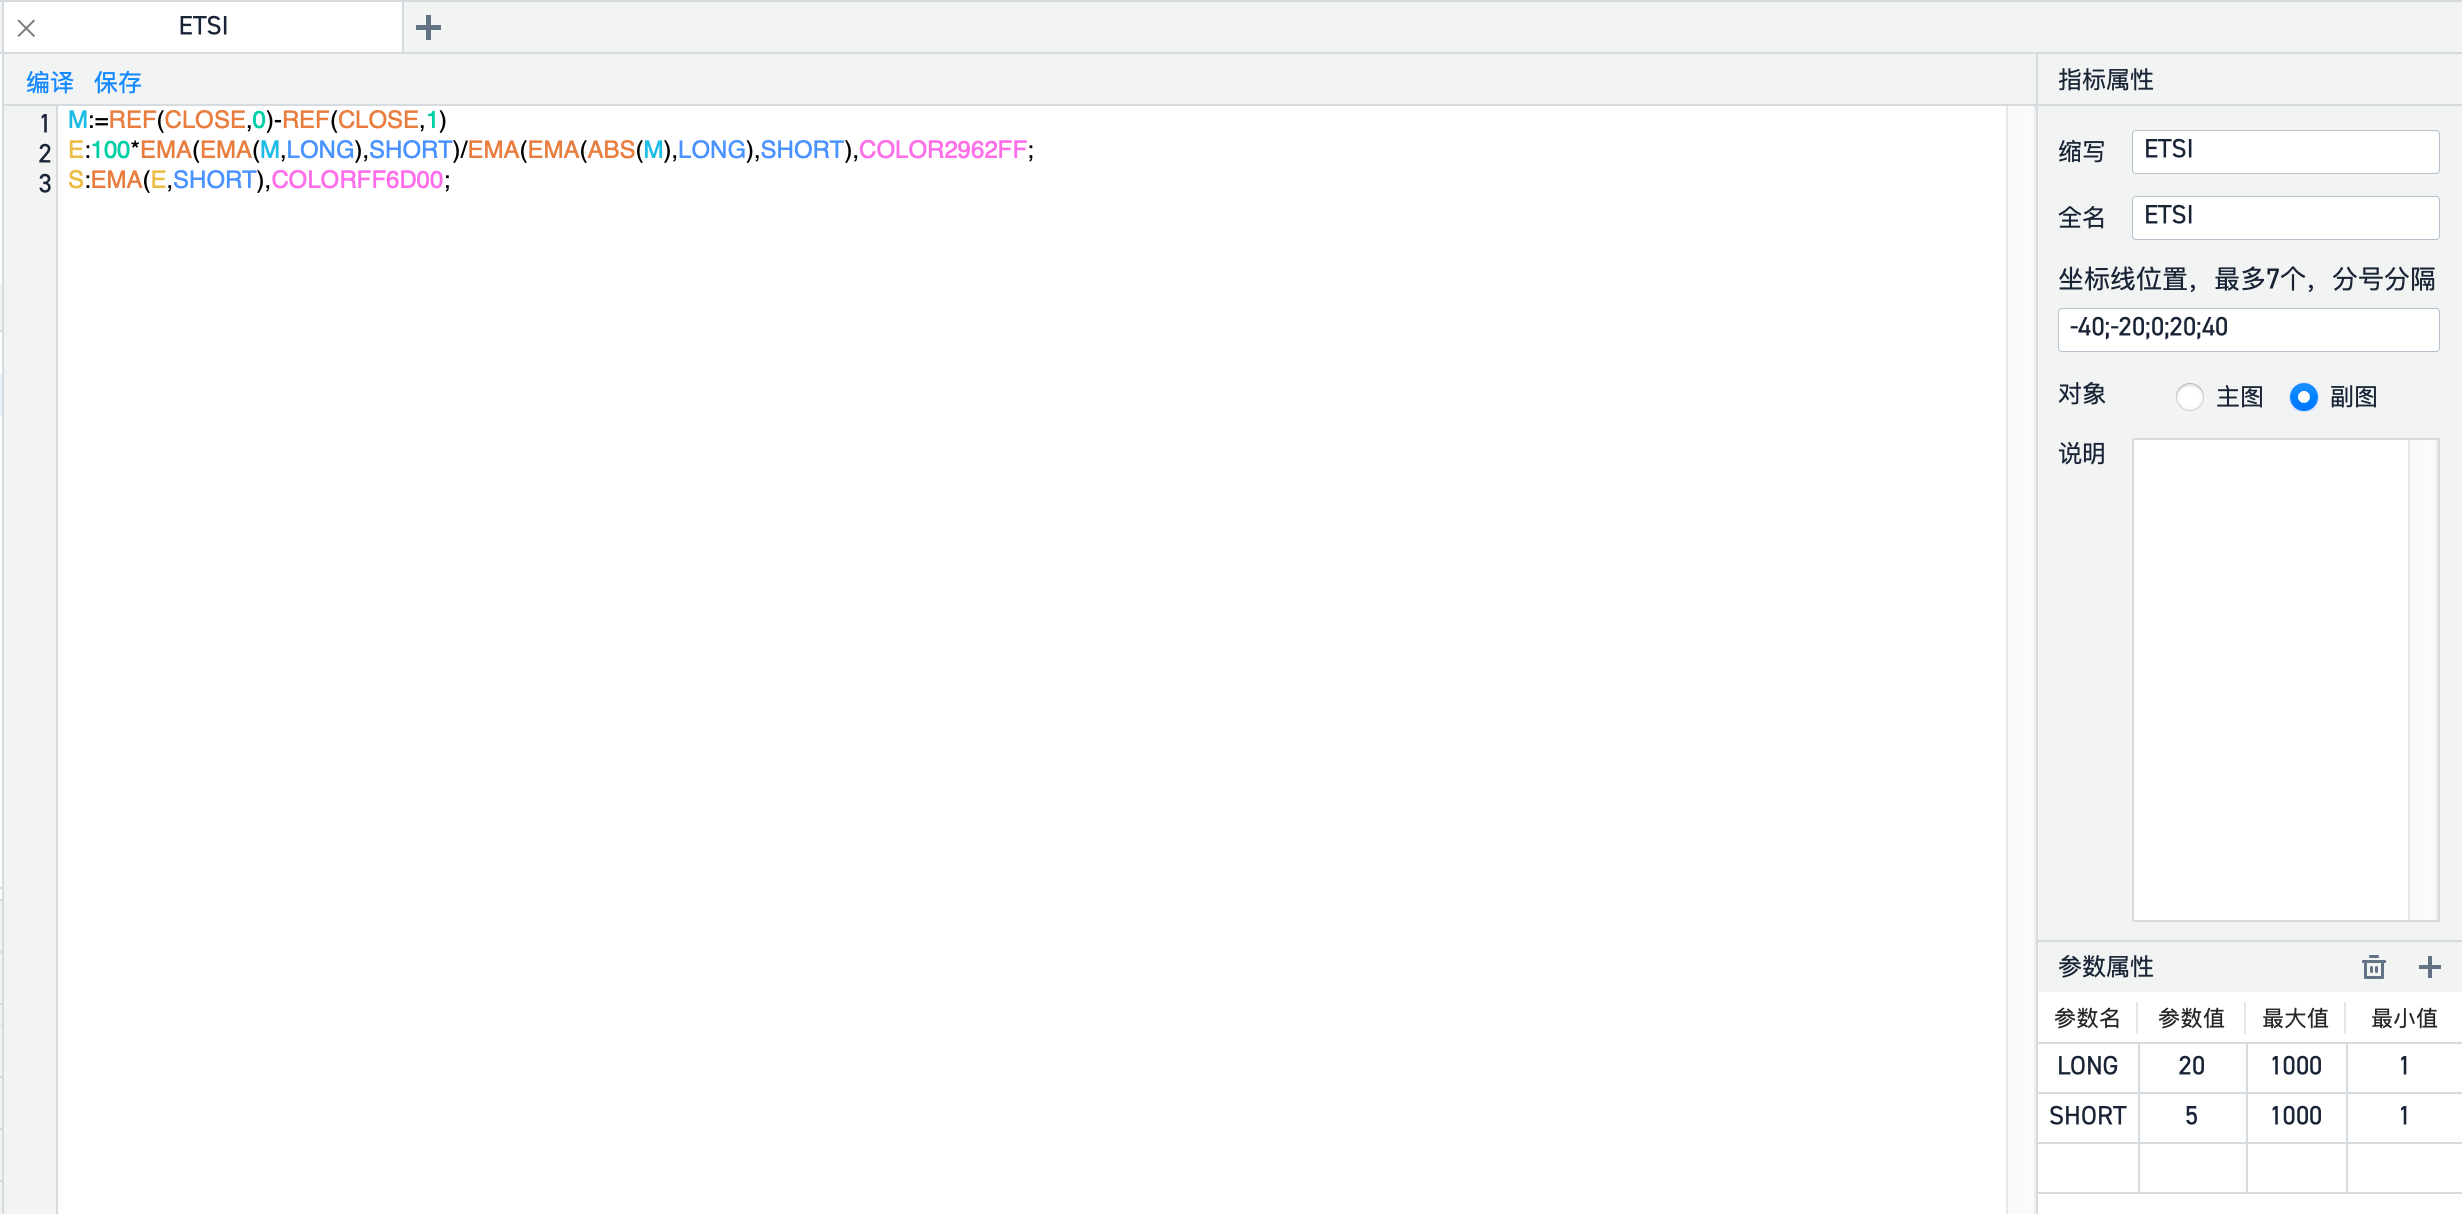 ETSI
编译 保存
1 M:=REF(CLOSE,0)-REF(CLOSE,1)
2 E:100*EMA(EMA(M,LONG),SHORT)/EMA(EMA(ABS(M),LONG),SHORT),COLOR2962FF;
3 S:EMA(E,SHORT),COLORFF6D00;
指标属性
缩写 ETSI
全名 ETSI
坐标线位置，最多7个，分号分隔
-40;-20;0;20;40
对象 主图 副图
说明
参数属性
参数名 参数值 最大值 最小值
LONG 20 1000 1
SHORT 5 1000 1